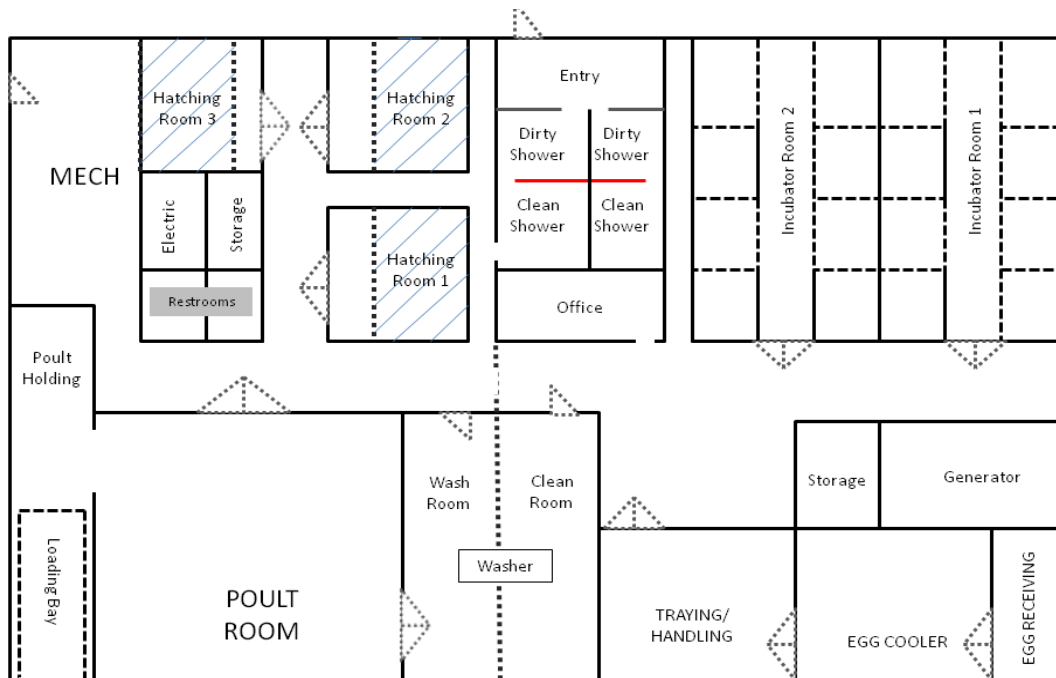 Entry
Hatching
Room 3
Hatching
Room 2
Dirty
Shower
Dirty
Shower
Incubator Room 2
Incubator Room 1
MECH
Electric
Storage
Clean
Shower
Clean
Shower
Hatching
Room 1
Restrooms
Office
Poult
Holding
Wash
Room
Clean
Room
Storage
Generator
Loading Bay
Washer
POULT
ROOM
TRAYING/
HANDLING
EGG COOLER
EGG RECEIVING